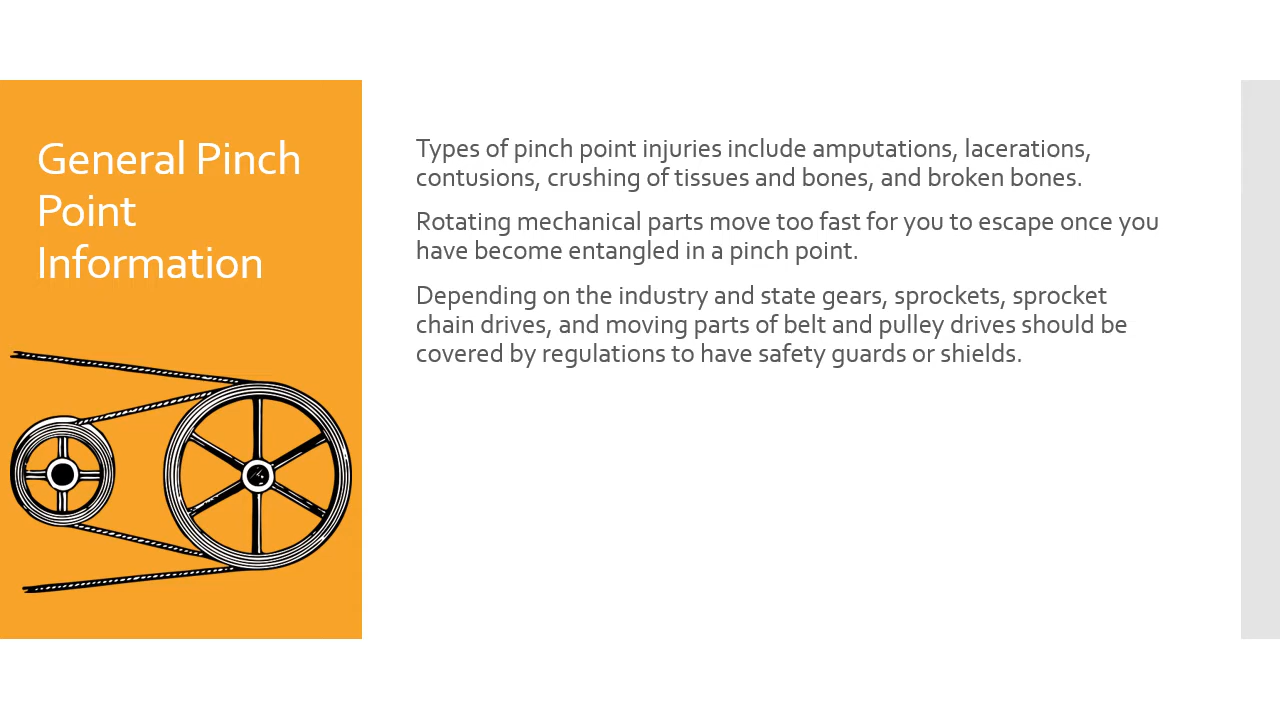 General Pinch
Point
Information
Types of pinch point injuries include amputations, lacerations,
contusions, crushing of tissues and bones, and broken bones.
Rotating mechanical parts move too fast for you to escape once you
have become entangled in a pinch point.
Depending on the industry and state gears, sprockets, sprocket
chain drives, and moving parts of belt and pulley drives should be
covered by regulations to have safety guards or shields.